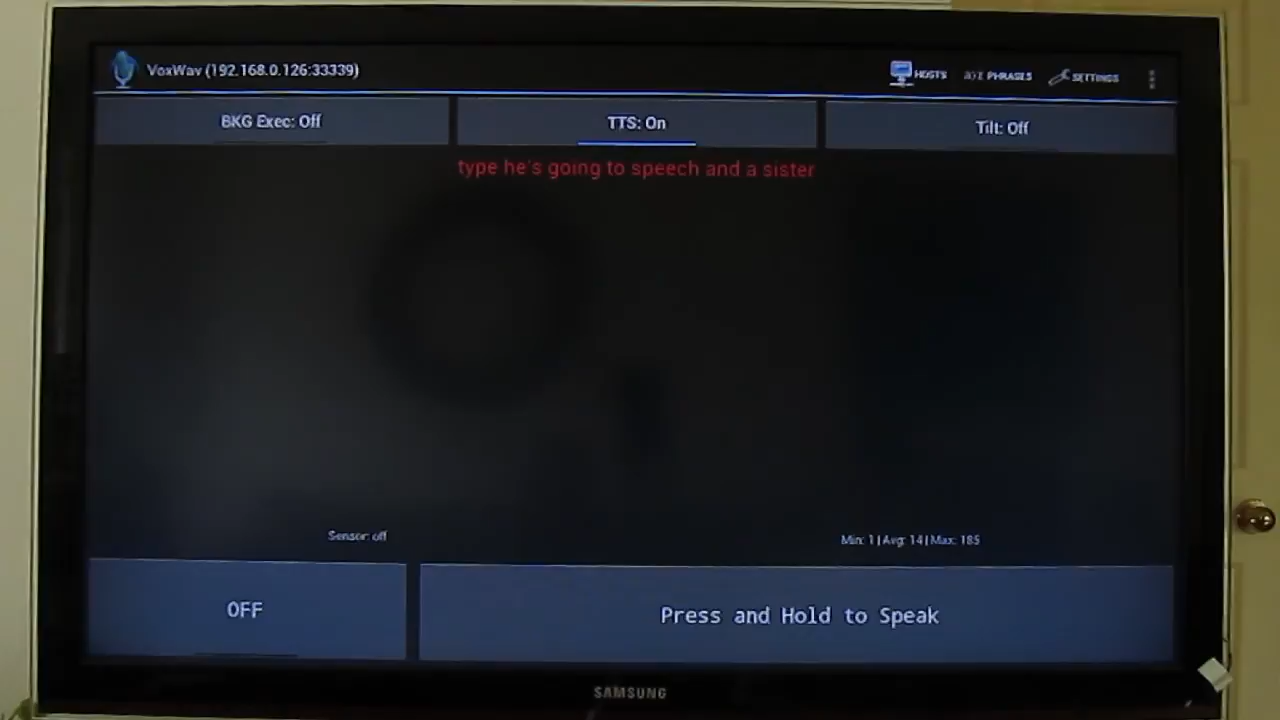 VoxWav (192.168.0.126:33339)
HOSTS
PHRASES
SETTINGS
BKG Exec: Off
TTS: On
Tilt: Off
type he's going to speech and a sister
Sensor: off
Min: 1 | Avg: 14 | Max: 185
OFF
Press and Hold to Speak
SAMSUNG